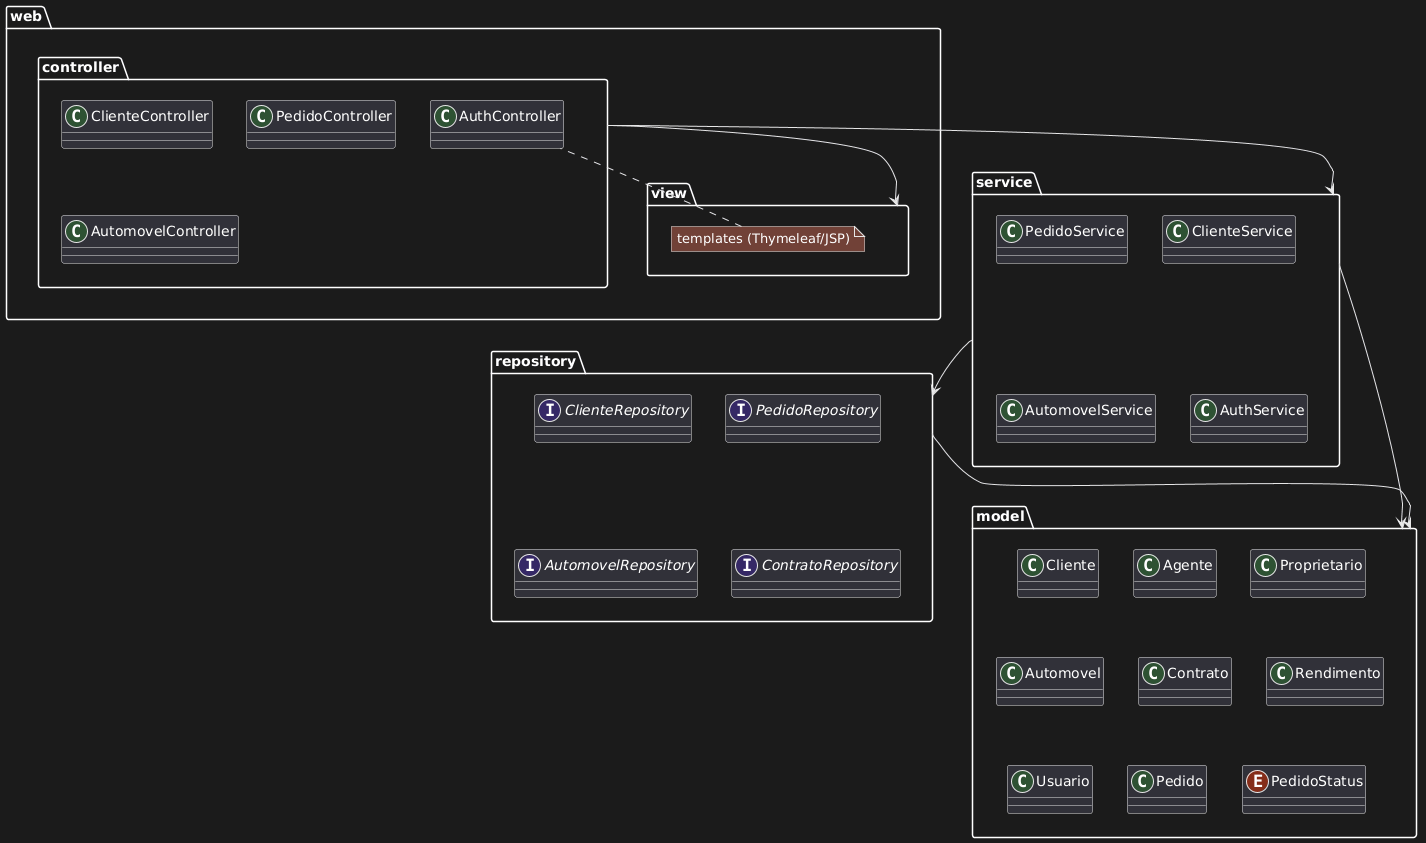 web
controller
C ClienteController
C PedidoController
C AuthController
C AutomovelController
view
templates (Thymeleaf/JSP)
service
C PedidoService
C ClienteService
C AutomovelService
C AuthService
repository
I ClienteRepository
I PedidoRepository
I AutomovelRepository
I ContratoRepository
model
C Cliente
C Agente
C Proprietario
C Automovel
C Contrato
C Rendimento
C Usuario
C Pedido
E PedidoStatus